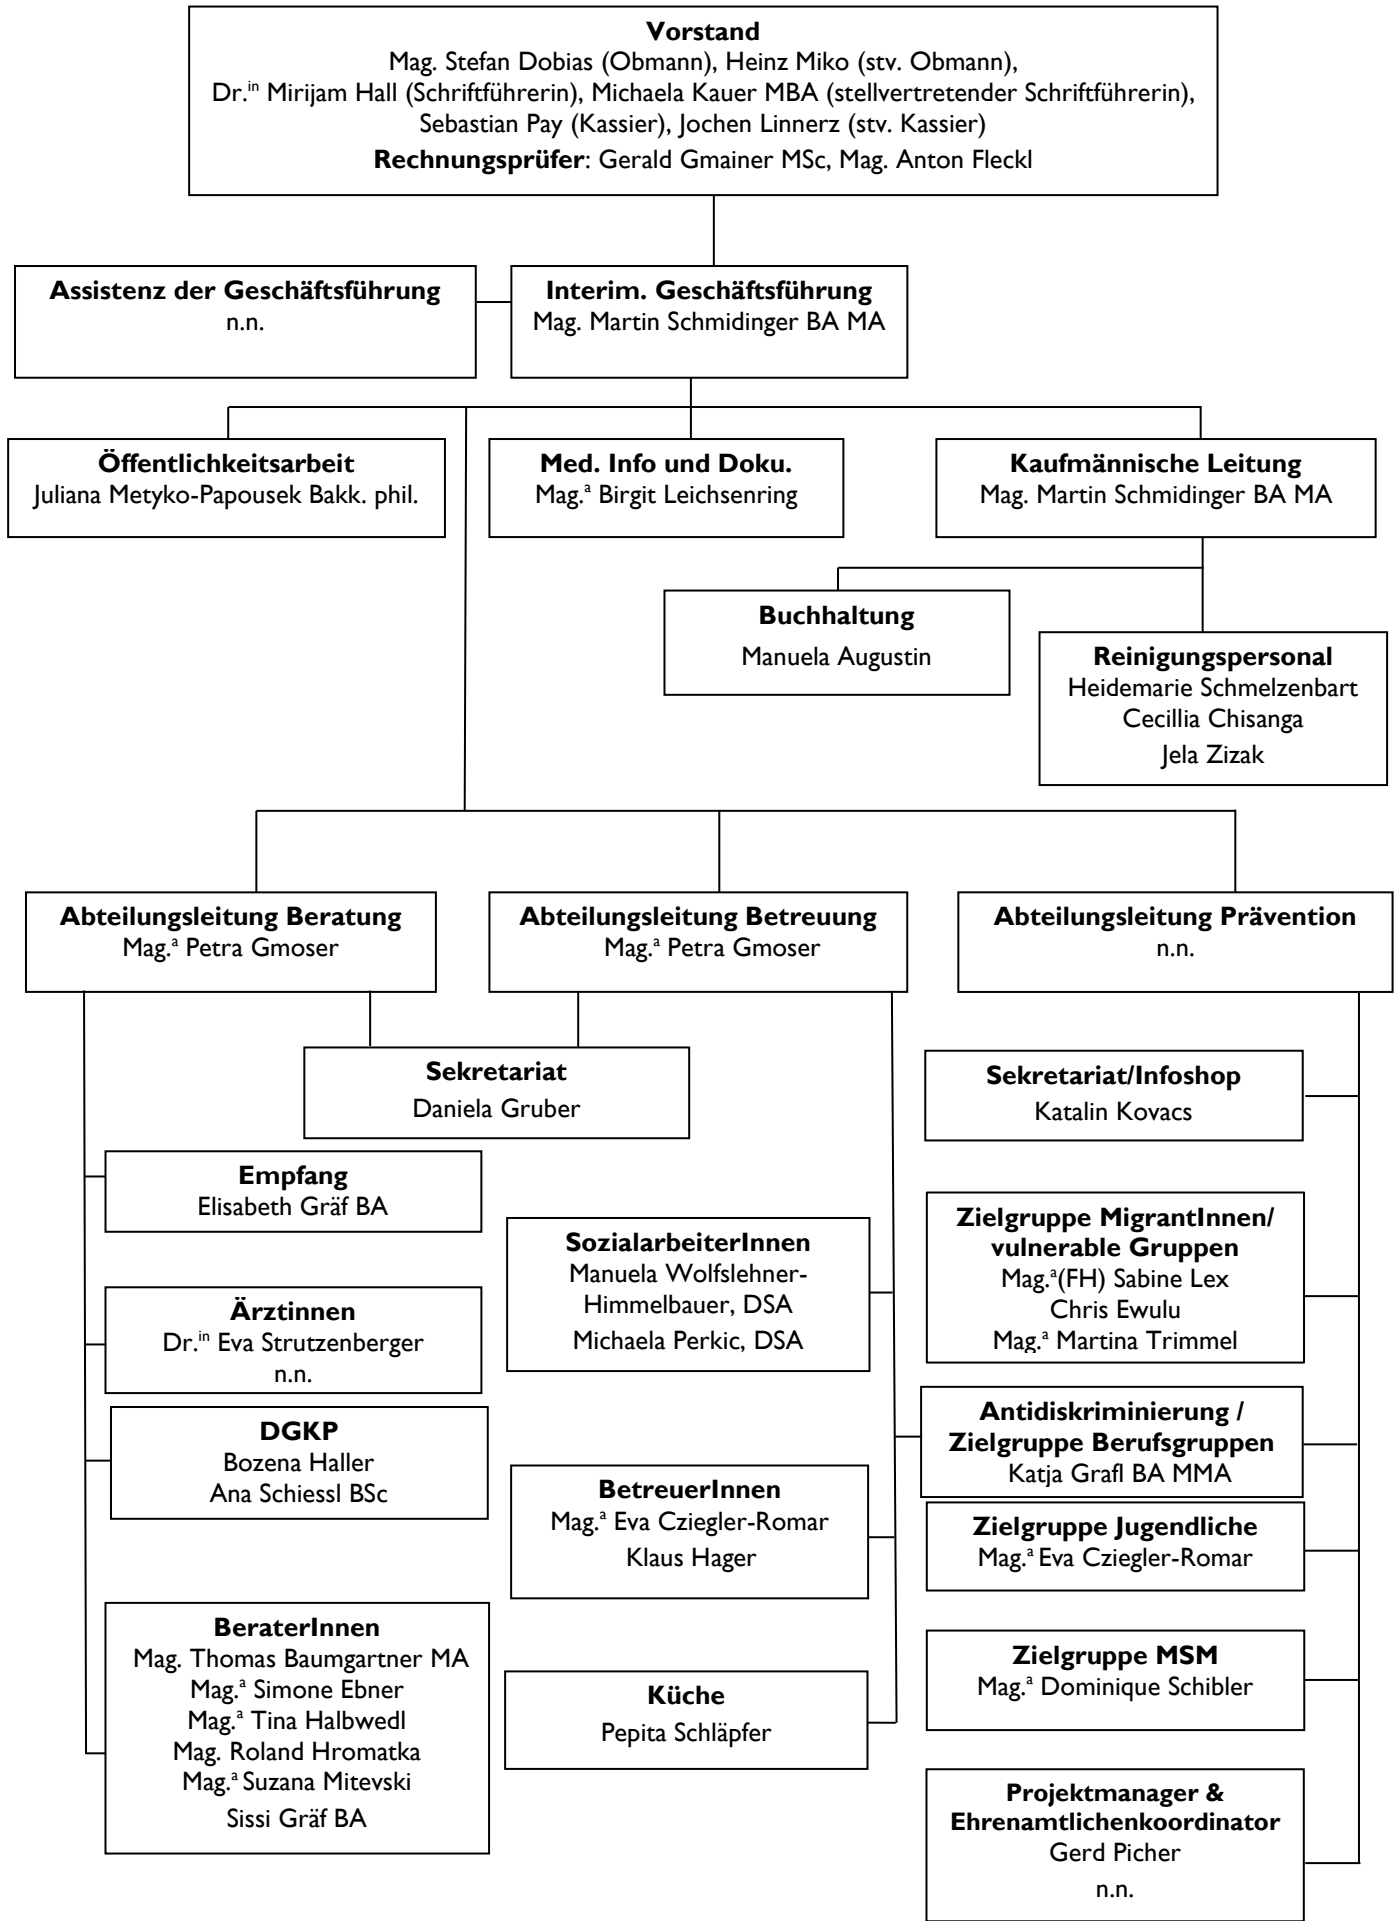 Vorstand
Mag. Stefan Dobias (Obmann), Heinz Miko (stv. Obmann),
Dr.in Mirijam Hall (Schriftführerin), Michaela Kauer MBA (stellvertretender Schriftführerin),
Sebastian Pay (Kassier), Jochen Linnerz (stv. Kassier)
Rechnungsprüfer: Gerald Gmainer MSc, Mag. Anton Fleckl
Assistenz der Geschäftsführung
n.n.
Interim. Geschäftsführung
Mag. Martin Schmidinger BA MA
Öffentlichkeitsarbeit
Juliana Metyko-Papousek Bakk. phil.
Med. Info und Doku.
Mag.a Birgit Leichsenring
Kaufmännische Leitung
Mag. Martin Schmidinger BA MA
Buchhaltung
Manuela Augustin
Reinigungspersonal
Heidemarie Schmelzenbart
Cecillia Chisanga
Jela Zizak
Abteilungsleitung Beratung
Mag.a Petra Gmoser
Abteilungsleitung Betreuung
Mag.a Petra Gmoser
Abteilungsleitung Prävention
n.n.
Sekretariat
Daniela Gruber
Empfang
Elisabeth Gräf BA
Ärztinnen
Dr.in Eva Strutzenberger
n.n.
DGKP
Bozena Haller
Ana Schiessl BSc
BeraterInnen
Mag. Thomas Baumgartner MA
Mag.a Simone Ebner
Mag.a Tina Halbwedl
Mag. Roland Hromatka
Mag.a Suzana Mitevski
Sissi Gräf BA
SozialarbeiterInnen
Manuela Wolfslehner-
Himmelbauer, DSA
Michaela Perkic, DSA
BetreuerInnen
Mag.a Eva Cziegler-Romar
Klaus Hager
Küche
Pepita Schläpfer
Sekretariat/Infoshop
Katalin Kovacs
Zielgruppe MigrantInnen/
vulnerable Gruppen
Mag.a(FH) Sabine Lex
Chris Ewulu
Mag.a Martina Trimmel
Antidiskriminierung /
Zielgruppe Berufsgruppen
Katja Grafl BA MMA
Zielgruppe Jugendliche
Mag.a Eva Cziegler-Romar
Zielgruppe MSM
Mag.a Dominique Schibler
Projektmanager &
Ehrenamtlichenkoordinator
Gerd Picher
n.n.